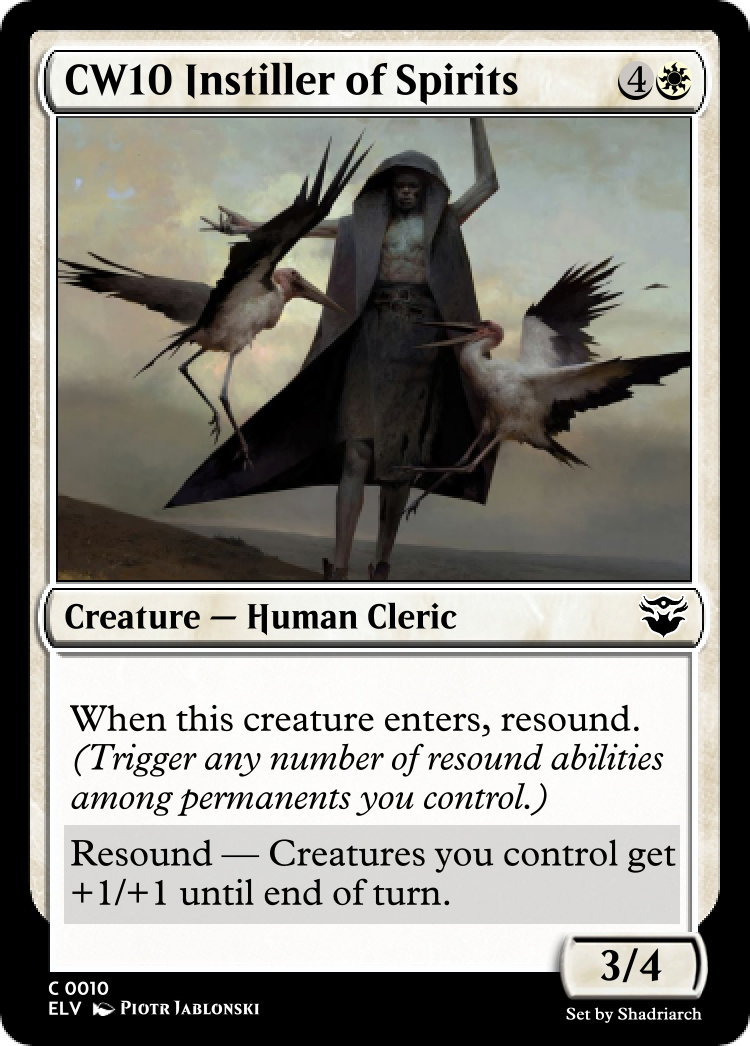 CW10 Instiller of Spirits 4
Creature — Human Cleric
When this creature enters, resound.
(Trigger any number of resound abilities
among permanents you control.)
Resound — Creatures you control get
+1/+1 until end of turn.
3/4
C 0010
ELV Piotr Jablonski
Set by Shadriarch